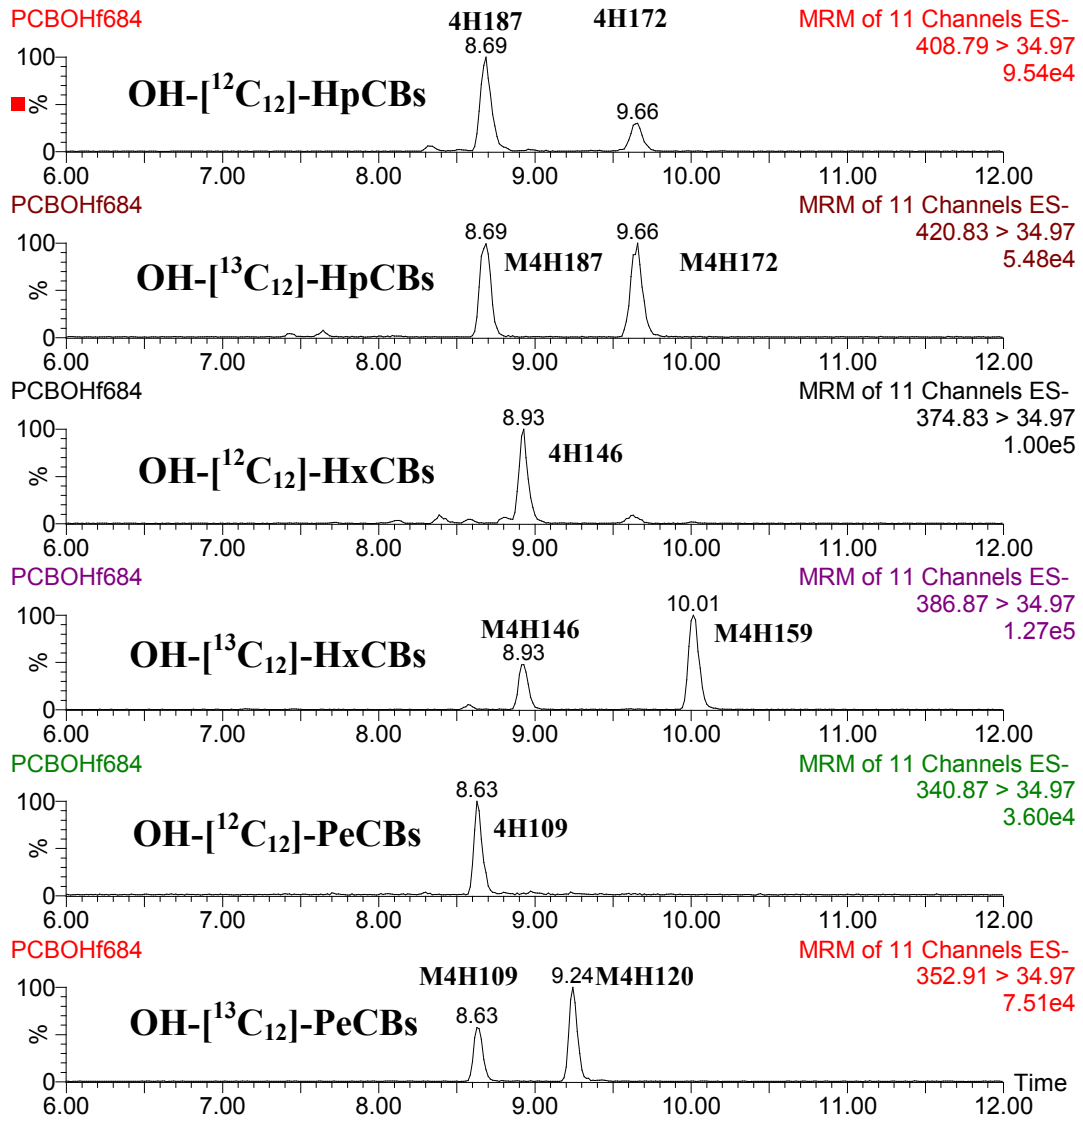 PCBOHf684
4H187
4H172
MRM of 11 Channels ES-
408.79 > 34.97
9.54e4
8.69
9.66
100
%
0
OH-[¹²C₁₂]-HpCBs
6.00 7.00 8.00 9.00 10.00 11.00 12.00
PCBOHf684
MRM of 11 Channels ES-
420.83 > 34.97
5.48e4
8.69
9.66
M4H187
M4H172
100
%
0
OH-[¹³C₁₂]-HpCBs
6.00 7.00 8.00 9.00 10.00 11.00 12.00
PCBOHf684
MRM of 11 Channels ES-
374.83 > 34.97
1.00e5
8.93
4H146
100
%
0
OH-[¹²C₁₂]-HxCBs
6.00 7.00 8.00 9.00 10.00 11.00 12.00
PCBOHf684
MRM of 11 Channels ES-
386.87 > 34.97
1.27e5
10.01
M4H146
8.93
M4H159
100
%
0
OH-[¹³C₁₂]-HxCBs
6.00 7.00 8.00 9.00 10.00 11.00 12.00
PCBOHf684
MRM of 11 Channels ES-
340.87 > 34.97
3.60e4
8.63
4H109
100
%
0
OH-[¹²C₁₂]-PeCBs
6.00 7.00 8.00 9.00 10.00 11.00 12.00
PCBOHf684
MRM of 11 Channels ES-
352.91 > 34.97
7.51e4
M4H109
8.63
9.24 M4H120
100
%
0
OH-[¹³C₁₂]-PeCBs
Time
6.00 7.00 8.00 9.00 10.00 11.00 12.00